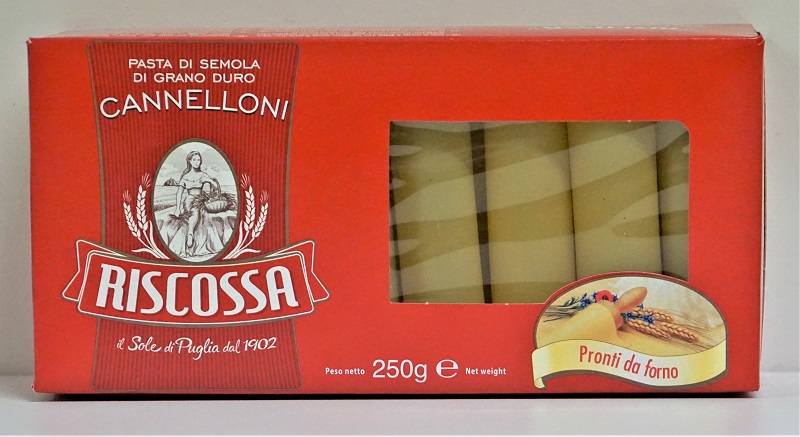 PASTA DI SEMOLA
DI GRANO DURO
CANNELLONI
RISCOSSA
il Sole di Puglia dal 1902
Peso netto 250g ℮ Net weight
Pronti da forno